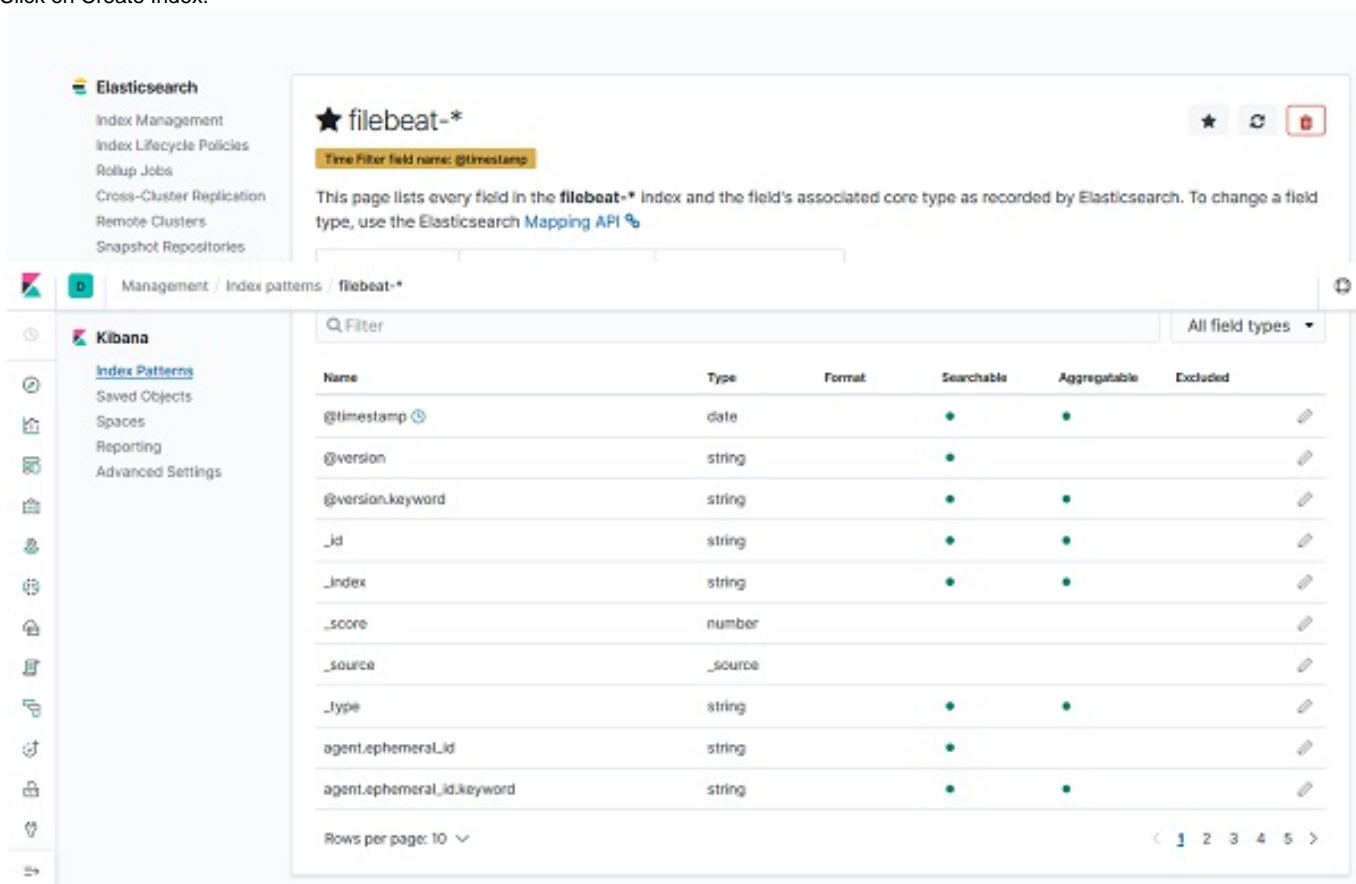 Click on Create Index.
Elasticsearch
Index Management
Index Lifecycle Policies
Rollup Jobs
Cross-Cluster Replication
Remote Clusters
Snapshot Repositories
filebeat-*
Time Filter field name: @timestamp
This page lists every field in the filebeat-* index and the field's associated core type as recorded by Elasticsearch. To change a field
type, use the Elasticsearch Mapping API
D Management / Index patterns / filebeat-*
Kibana
Index Patterns
Saved Objects
Spaces
Reporting
Advanced Settings
Filter All field types
Name Type Format Searchable Aggregatable Excluded
@timestamp date
@version string
@version.keyword string
_id string
_index string
_score number
_source _source
_type string
agent.ephemeral_id string
agent.ephemeral_id.keyword string
Rows per page: 10 < 1 2 3 4 5 >